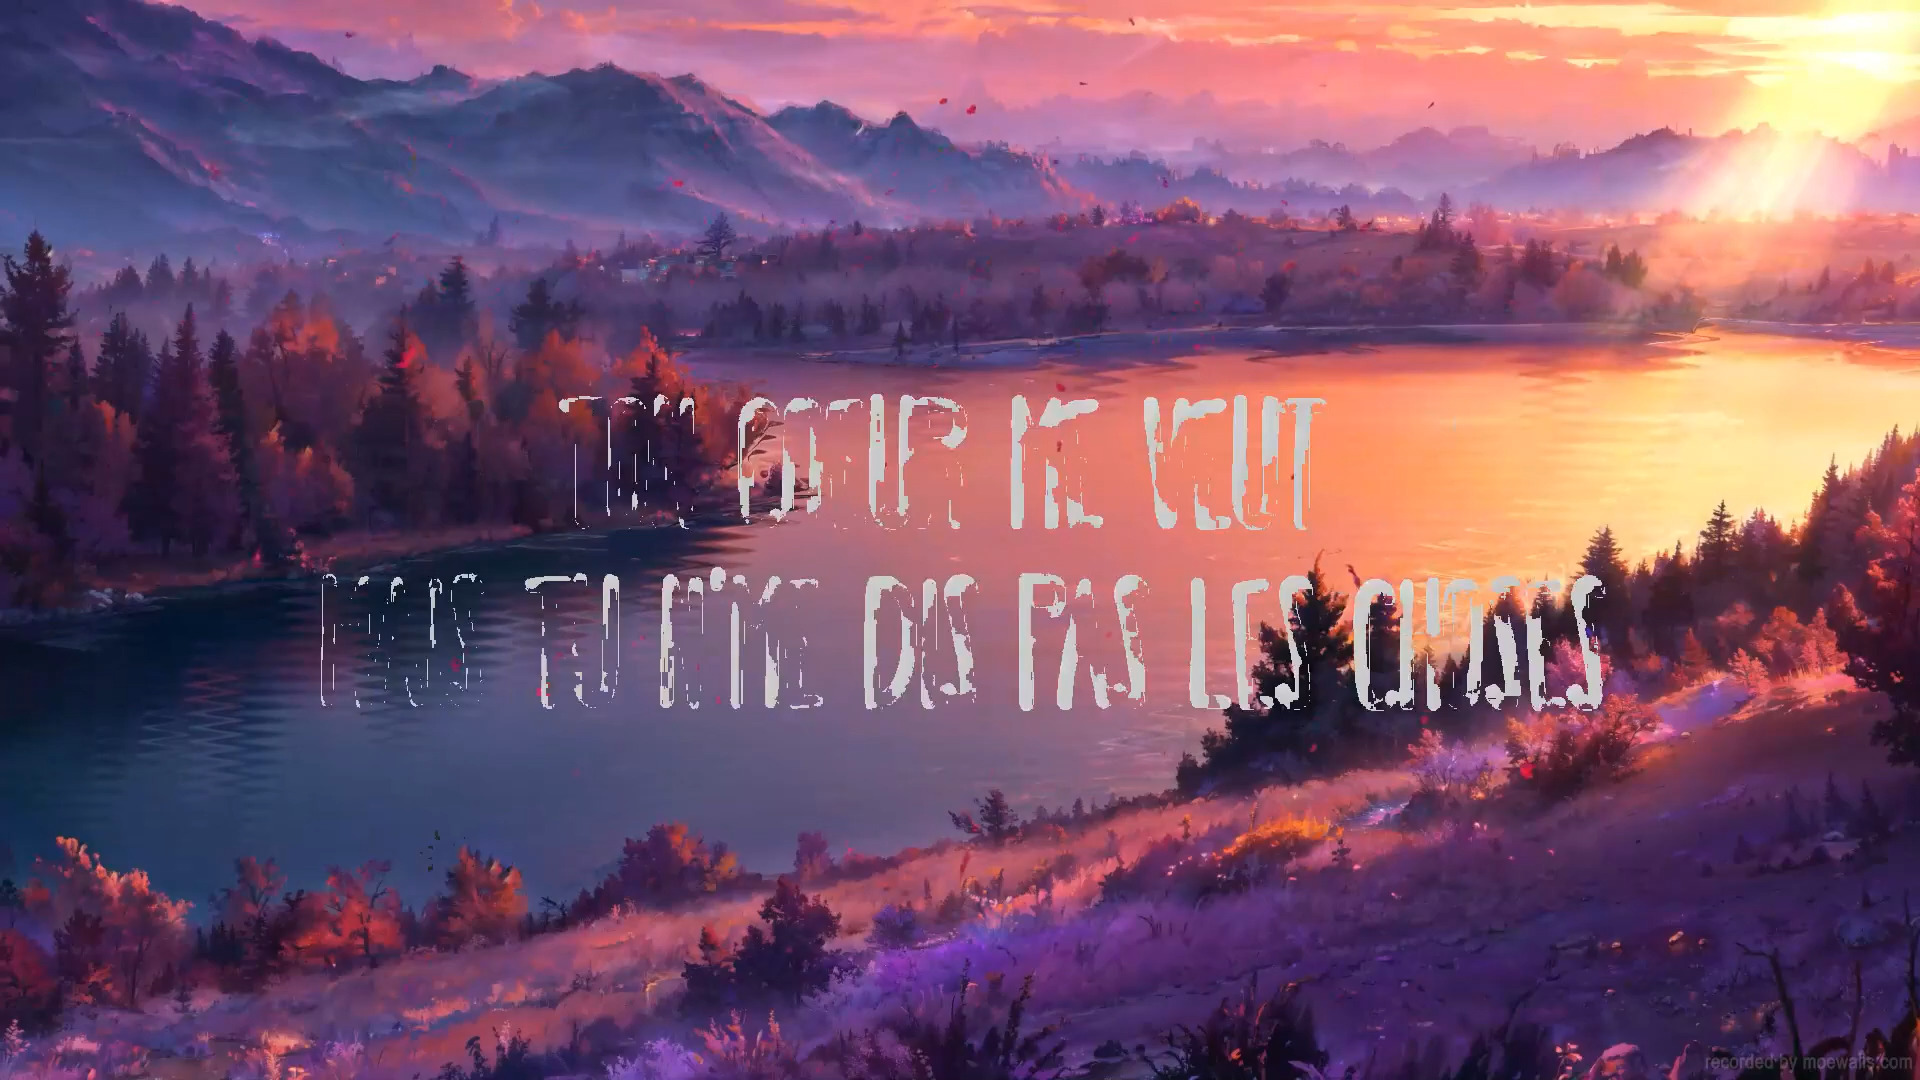 TON COEUR ME VEUT
MAIS TU N'ME DIS PAS LES CHOSES
recorded by moewalls.com